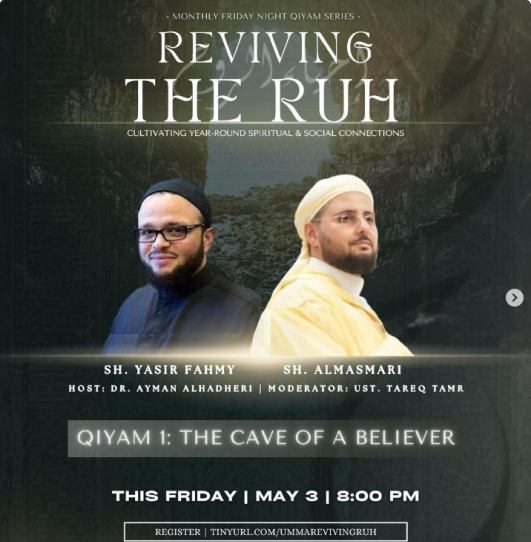 - MONTHLY FRIDAY NIGHT QIYAM SERIES -
REVIVING
THE RUH
CULTIVATING YEAR-ROUND SPIRITUAL & SOCIAL CONNECTIONS
SH. YASIR FAHMY SH. ALMASMARI
HOST: DR. AYMAN ALHADHERI | MODERATOR: UST. TAREQ TAMR
QIYAM 1: THE CAVE OF A BELIEVER
THIS FRIDAY | MAY 3 | 8:00 PM
REGISTER | TINYURL.COM/UMMAREVIVINGRUH